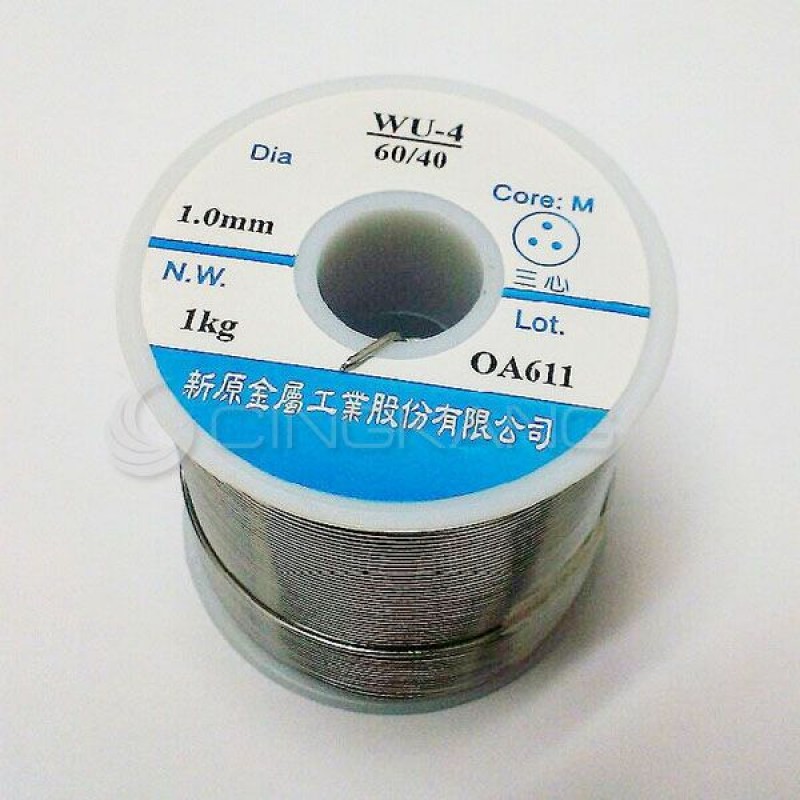 WU-4
60/40
Dia
1.0mm
Core: M
三心
N.W.
1kg
Lot.
OA611
新原金屬工業股份有限公司
CINGKANG